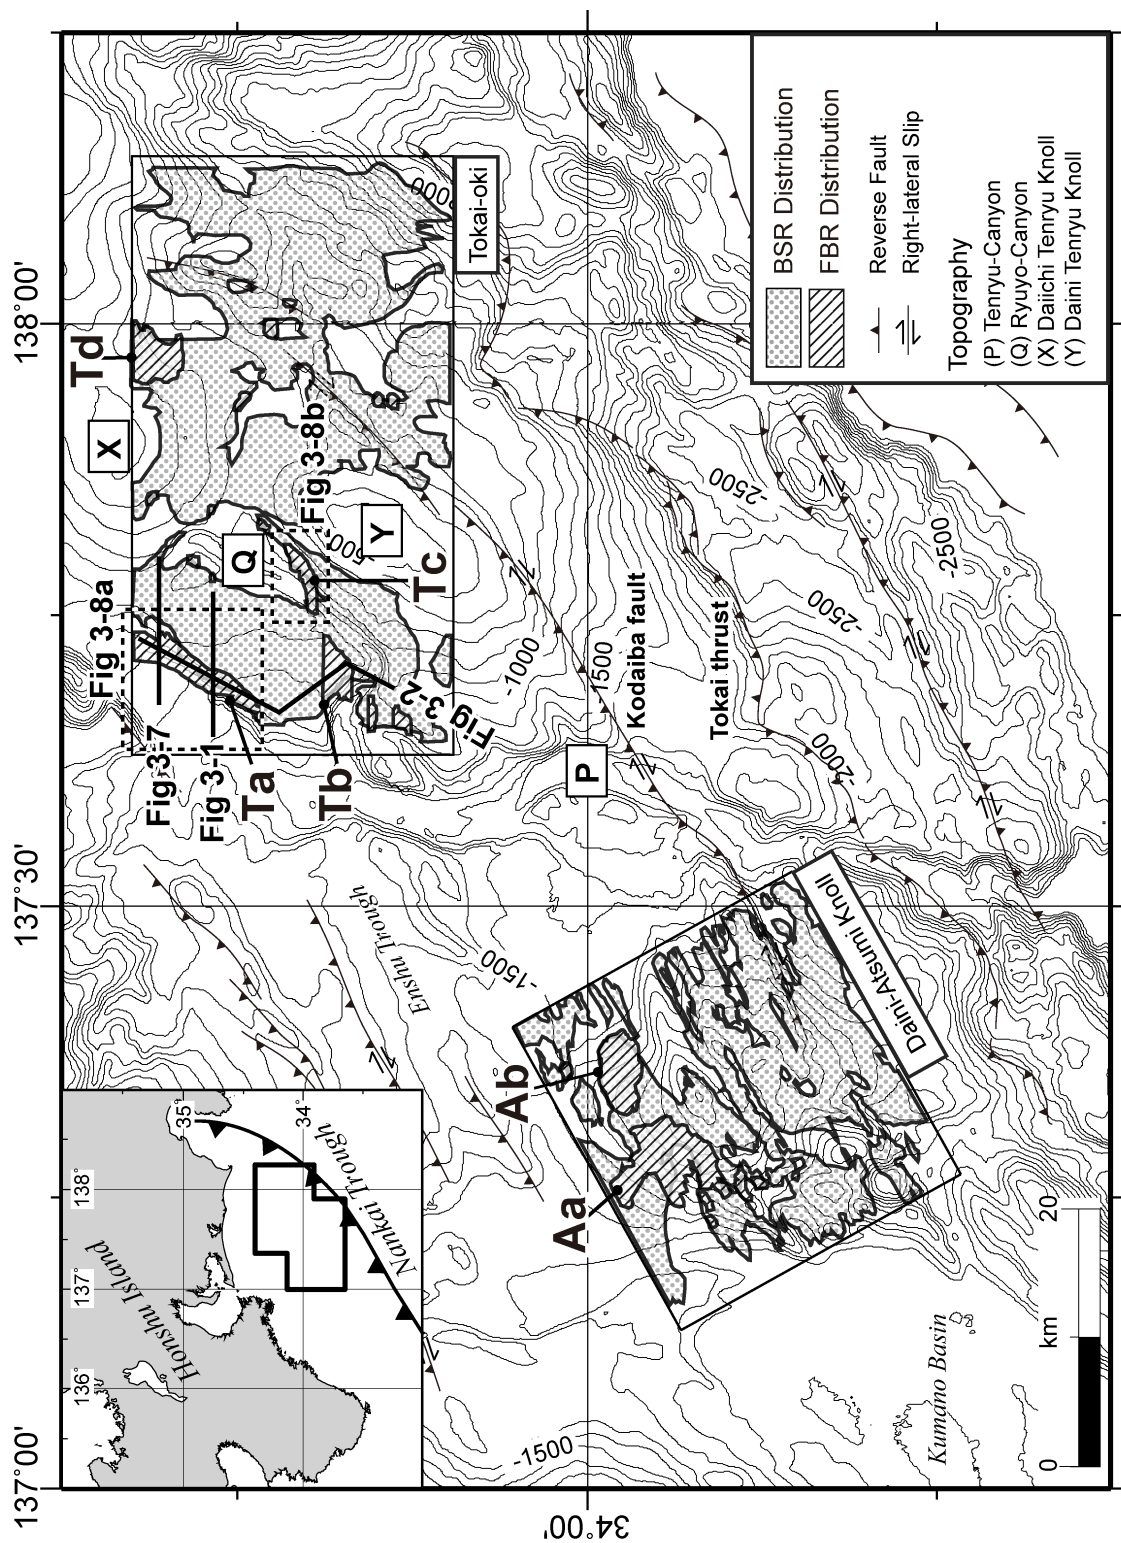 137°00'
137°30'
138°00'
34°00'
136°
137°
138°
35°
34°
Honshu Island
Nankai Trough
Fig 3-8a
Fig 3-7
Fig 3-1
Ta
Tb
Fig 3-2
Q
X
Td
Fig 3-8b
Y
Tc
-500
Tokai-oki
Enshu Trough
-1500
-1000
1500
Kodaiba fault
Tokai thrust
P
-2500
-2500
-2500
-2000
Aa
Ab
Daini-Atsumi Knoll
-1500
Kumano Basin
0
km
20
BSR Distribution
FBR Distribution
Reverse Fault
Right-lateral Slip
Topography
(P) Tenryu-Canyon
(Q) Ryuyo-Canyon
(X) Daiichi Tenryu Knoll
(Y) Daini Tenryu Knoll